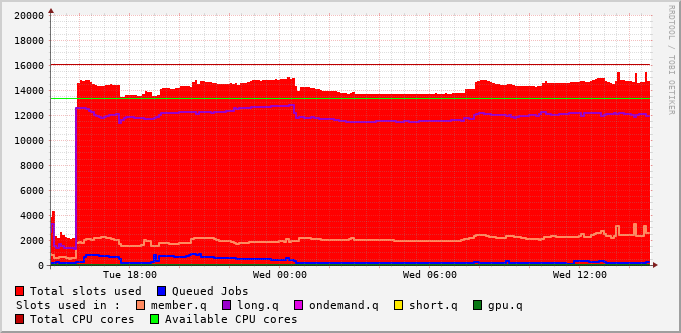 20000
18000
16000
14000
12000
10000
8000
6000
4000
2000
0
Tue 18:00 Wed 00:00 Wed 06:00 Wed 12:00
RRDTOOL / TOBI OETIKER
Total slots used Queued Jobs
Slots used in : member.q long.q ondemand.q short.q gpu.q
Total CPU cores Available CPU cores